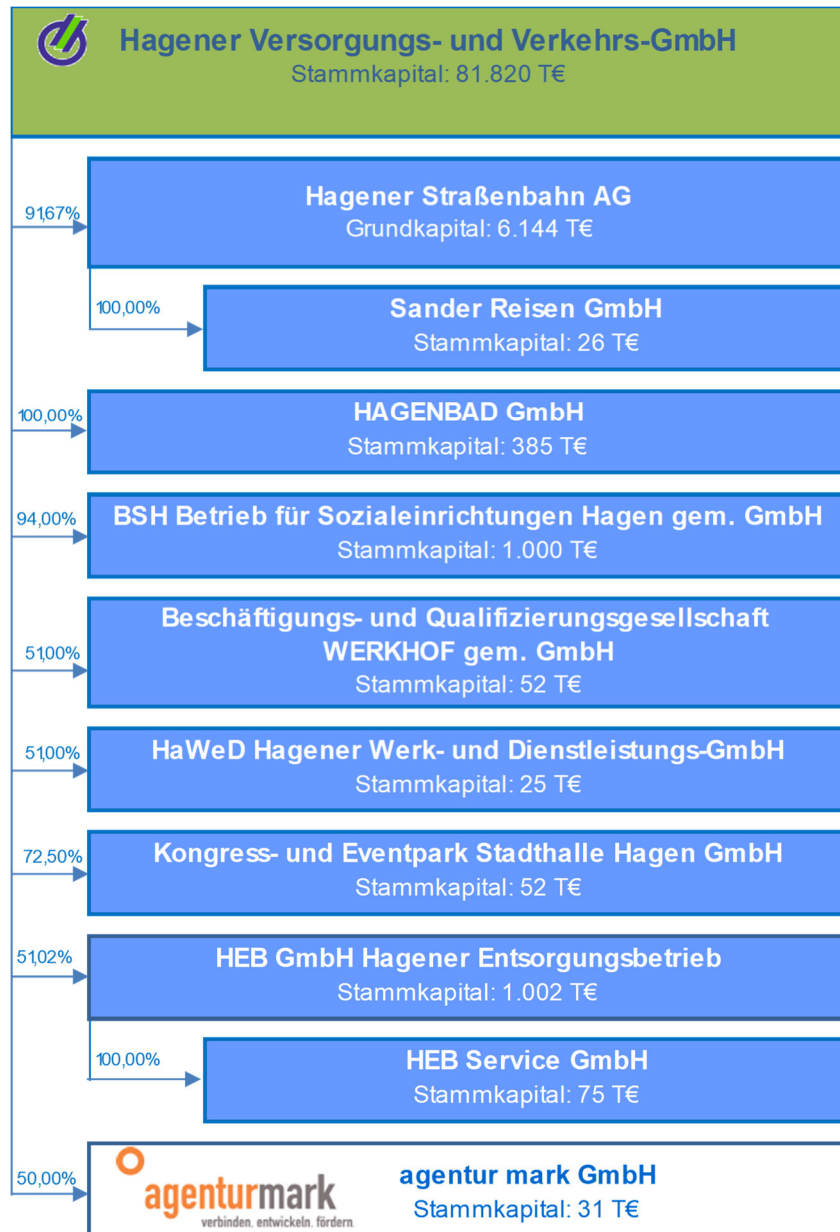 Hagener Versorgungs- und Verkehrs-GmbH
Stammkapital: 81.820 T€
91,67%
Hagener Straßenbahn AG
Grundkapital: 6.144 T€
100,00%
Sander Reisen GmbH
Stammkapital: 26 T€
100,00%
HAGENBAD GmbH
Stammkapital: 385 T€
94,00%
BSH Betrieb für Sozialeinrichtungen Hagen gem. GmbH
Stammkapital: 1.000 T€
51,00%
Beschäftigungs- und Qualifizierungsgesellschaft
WERKHOF gem. GmbH
Stammkapital: 52 T€
51,00%
HaWeD Hagener Werk- und Dienstleistungs-GmbH
Stammkapital: 25 T€
72,50%
Kongress- und Eventpark Stadthalle Hagen GmbH
Stammkapital: 52 T€
51,02%
HEB GmbH Hagener Entsorgungsbetrieb
Stammkapital: 1.002 T€
100,00%
HEB Service GmbH
Stammkapital: 75 T€
50,00%
agenturmark
verbinden. entwickeln. fördern.
agentur mark GmbH
Stammkapital: 31 T€